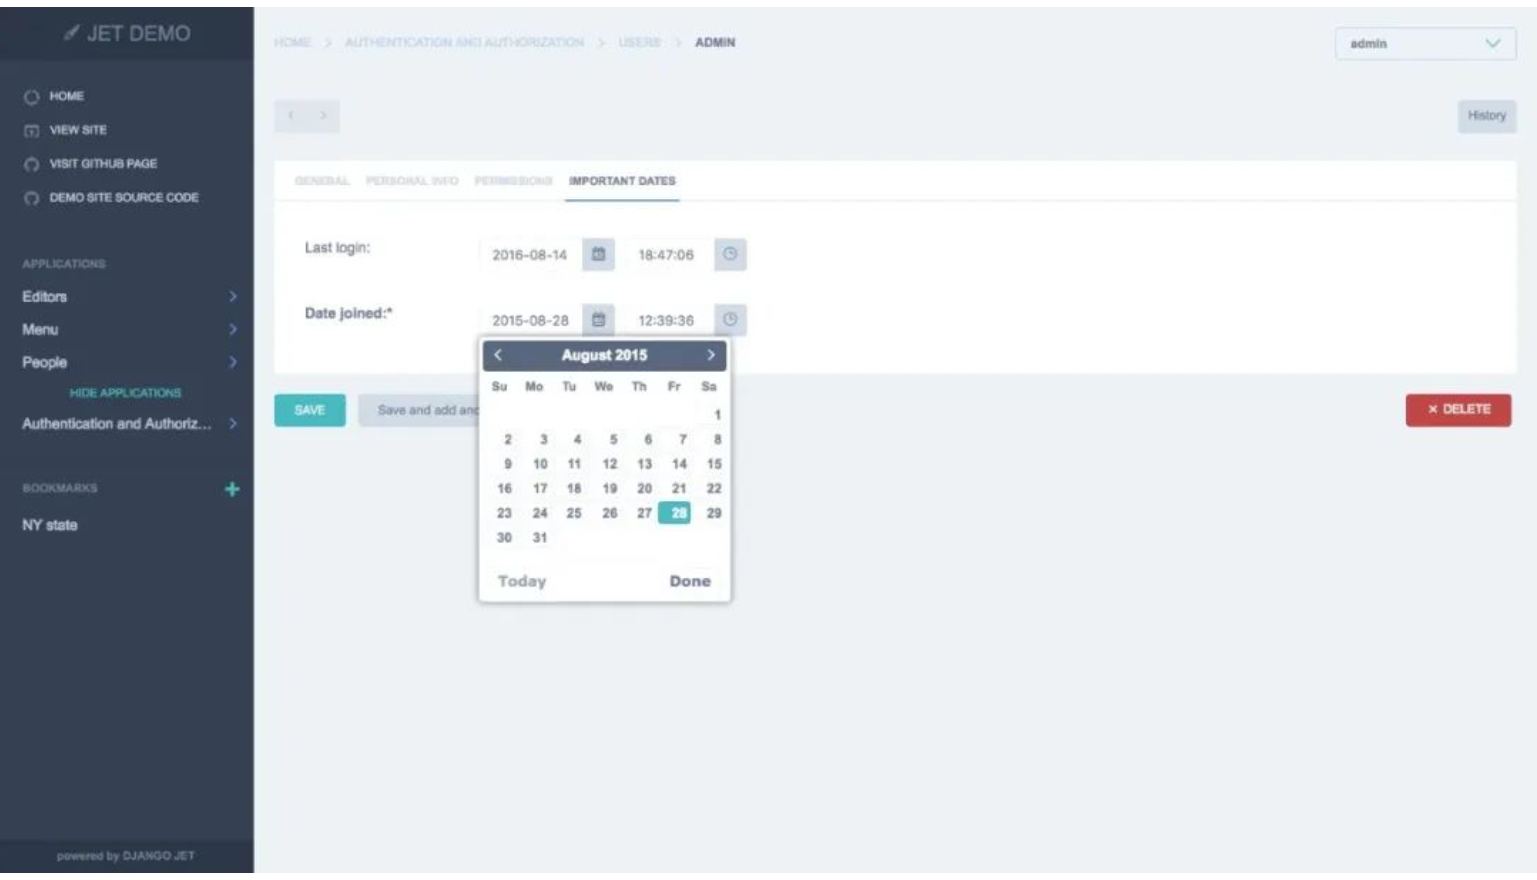 JET DEMO
HOME
VIEW SITE
VISIT GITHUB PAGE
DEMO SITE SOURCE CODE
APPLICATIONS
Editors
Menu
People
HIDE APPLICATIONS
Authentication and Authoriz...
BOOKMARKS
NY state
powered by DJANGO JET
HOME > AUTHENTICATION AND AUTHORIZATION > USERS > ADMIN
admin
History
GENERAL PERSONAL INFO PERMISSIONS IMPORTANT DATES
Last login: 2016-08-14 18:47:06
Date joined:* 2015-08-28 12:39:36
August 2015
Su Mo Tu We Th Fr Sa
1
2 3 4 5 6 7 8
9 10 11 12 13 14 15
16 17 18 19 20 21 22
23 24 25 26 27 28 29
30 31
Today Done
SAVE Save and add and
× DELETE